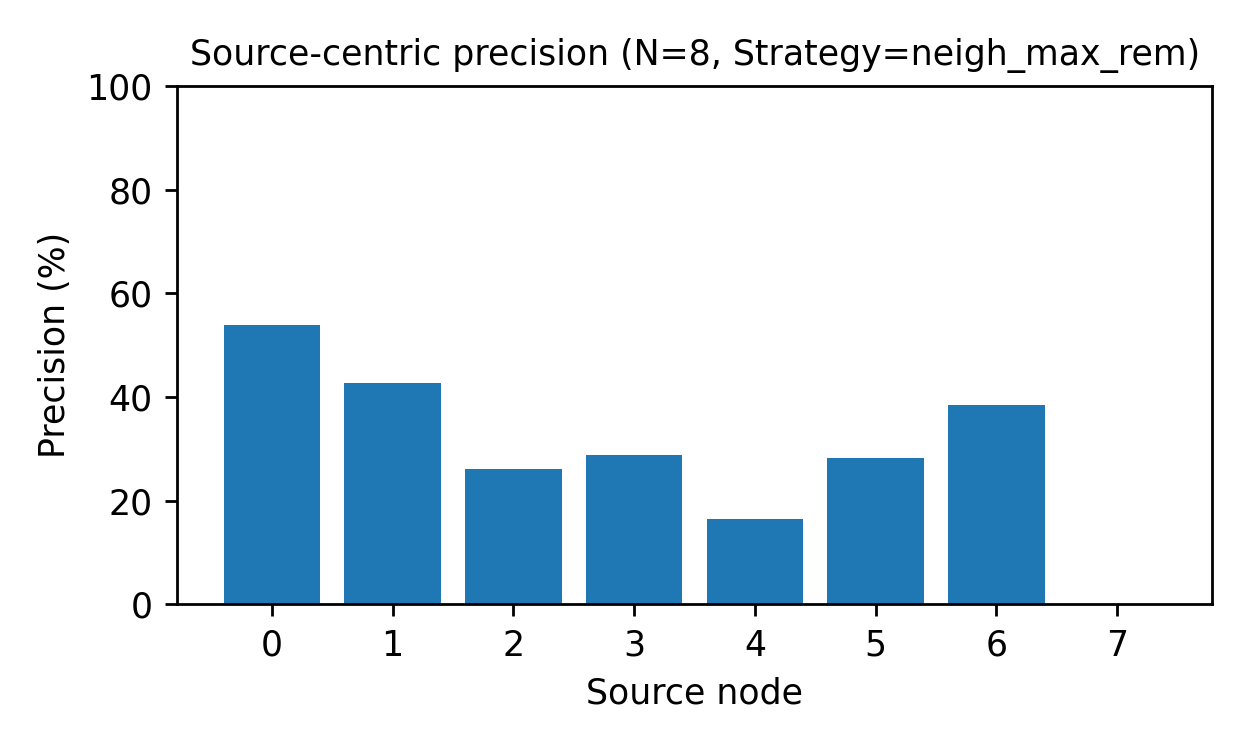 Source-centric precision (N=8, Strategy=neigh_max_rem)
100
80
60
40
20
0
Precision (%)
0 1 2 3 4 5 6 7
Source node